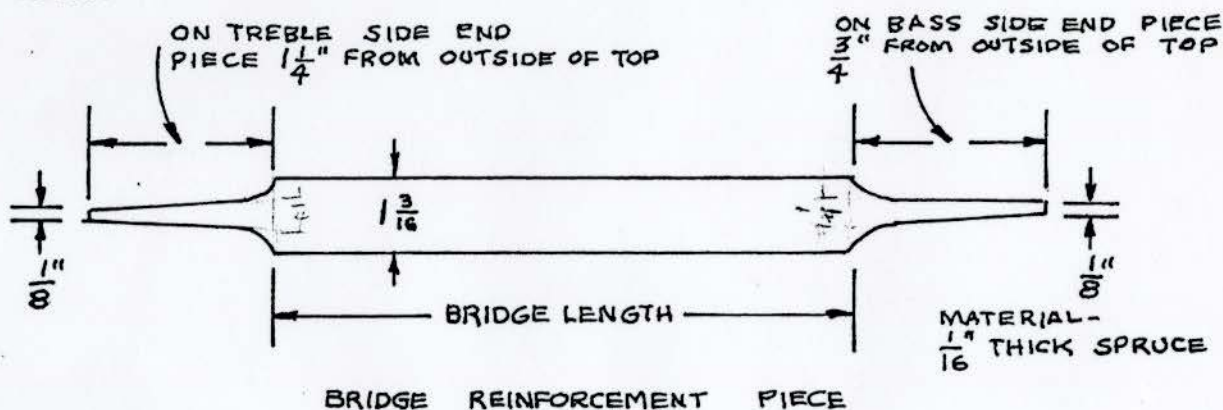 ON TREBLE SIDE END
PIECE 1 1/4" FROM OUTSIDE OF TOP
ON BASS SIDE END PIECE
3/4" FROM OUTSIDE OF TOP
1 3/16
1/8"
1/8"
BRIDGE LENGTH
MATERIAL-
1/16" THICK SPRUCE
BRIDGE REINFORCEMENT PIECE